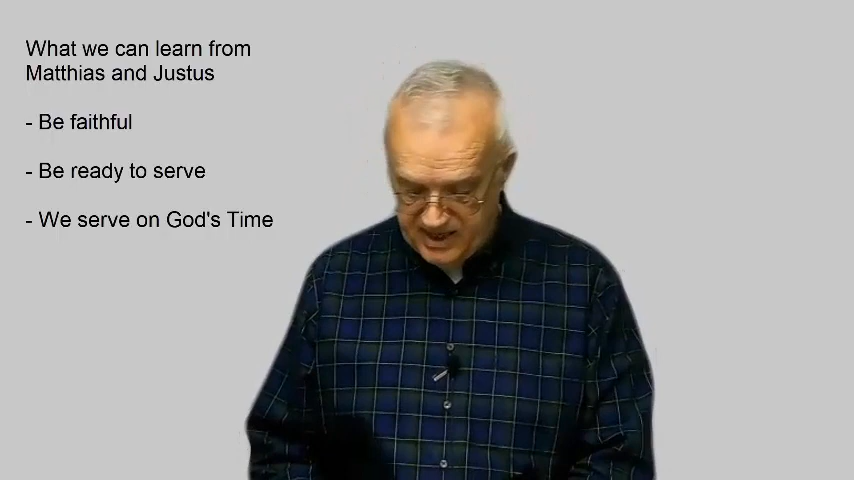 What we can learn from
Matthias and Justus
- Be faithful
- Be ready to serve
- We serve on God's Time